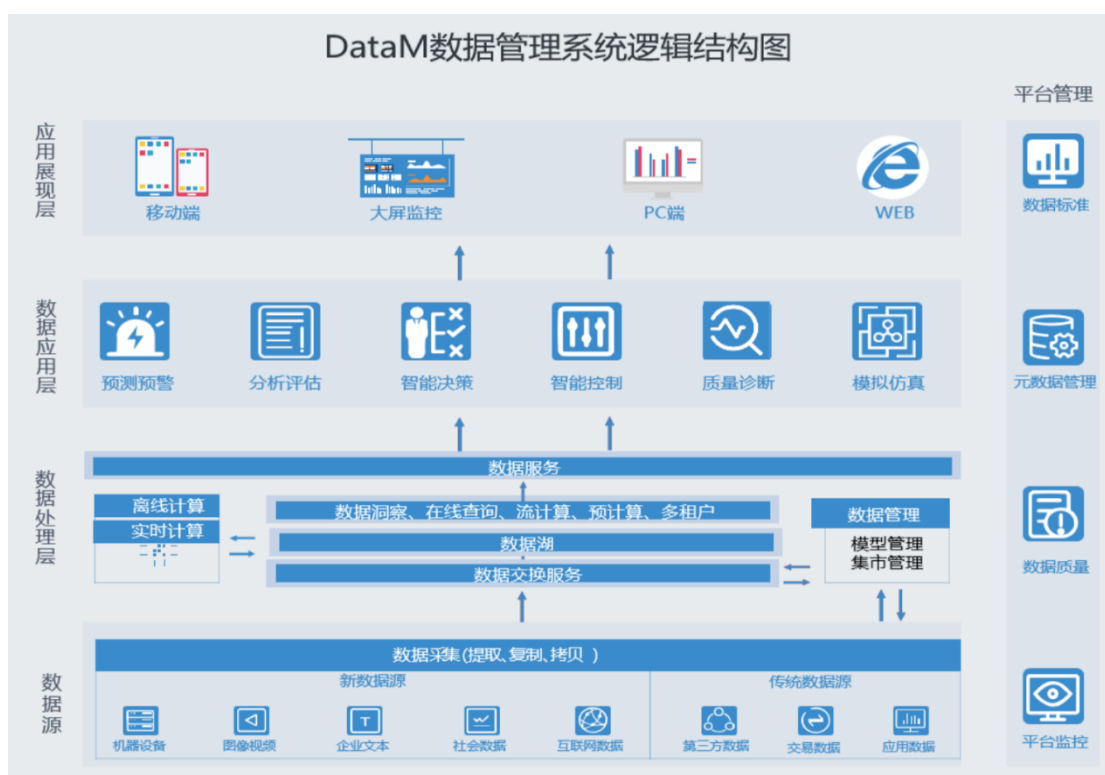 DataM数据管理系统逻辑结构图
平台管理
应用展现层
移动端
大屏监控
PC端
WEB
数据标准
数据应用层
预测预警
分析评估
智能决策
智能控制
质量诊断
模拟仿真
元数据管理
数据处理层
数据服务
离线计算
实时计算
数据洞察、在线查询、流计算、预计算、多租户
数据湖
数据交换服务
数据管理
模型管理
集市管理
数据质量
数据源
数据采集(提取、复制、拷贝 )
新数据源
传统数据源
机器设备
图像视频
企业文本
社会数据
互联网数据
第三方数据
交易数据
应用数据
平台监控